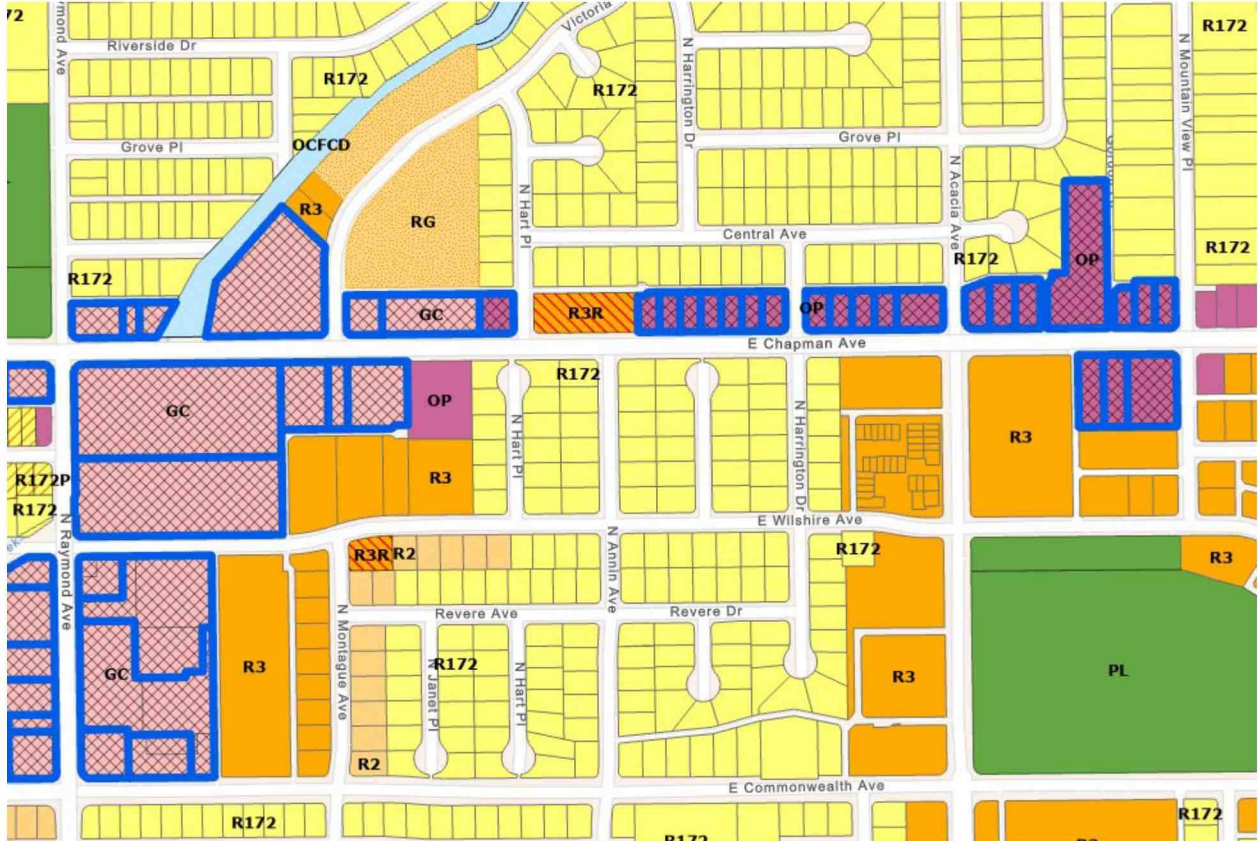 72
R172
ymond Ave
Victoria
N Harrington Dr
N Mountain View Pl
Riverside Dr
R172
R172
OCFCD
Grove Pl
Grove Pl
N Hart Pl
N Acacia Ave
R3
RG
Central Ave
R172
R172
OP
R172
GC
R3R
OP
E Chapman Ave
GC
OP
R172
N Hart Pl
N Harrington Dr
R3
R3
R172P
R172
N Raymond Ave
E Wilshire Ave
R3R
R2
N Annin Ave
R172
R3
Revere Ave
Revere Dr
N Montague Ave
GC
R3
N Janet Pl
R172
N Hart Pl
R3
PL
R2
E Commonwealth Ave
R172
R172
R172